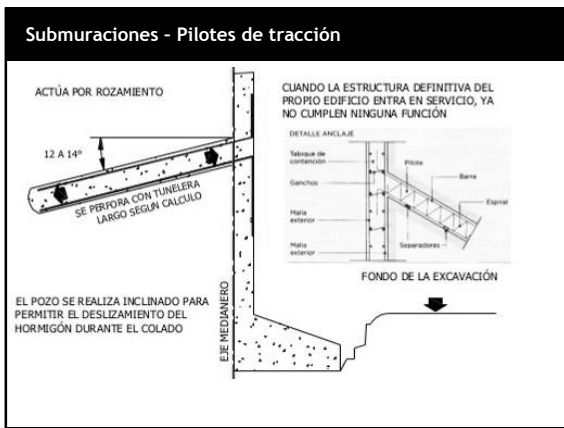 Submuraciones - Pilotes de tracción
ACTÚA POR ROZAMIENTO
12 A 14°
SE PERFORA CON TUNELERA
LARGO SEGUN CALCULO
EL POZO SE REALIZA INCLINADO PARA
PERMITIR EL DESLIZAMIENTO DEL
HORMIGÓN DURANTE EL COLADO
EJE MEDIANERO
CUANDO LA ESTRUCTURA DEFINITIVA DEL
PROPIO EDIFICIO ENTRA EN SERVICIO, YA
NO CUMPLEN NINGUNA FUNCIÓN
DETALLE ANCLAJE
Tabique de
contención
Ganchos
Malla
exterior
Malla
exterior
Pilote
Barra
Espiral
Separadores
FONDO DE LA EXCAVACIÓN